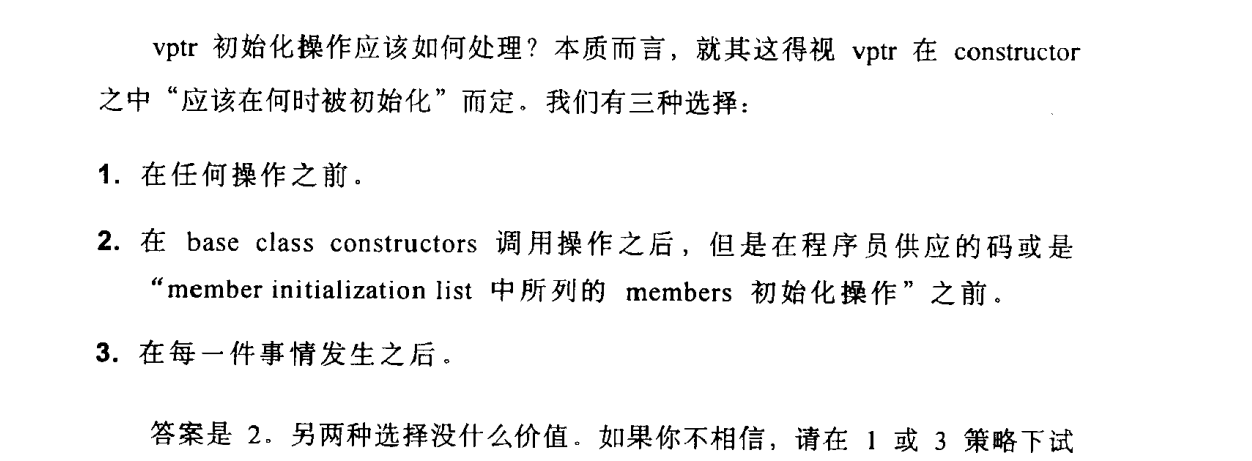 vptr 初始化操作应该如何处理？本质而言，就其这得视 vptr 在 constructor
之中“应该在何时被初始化”而定。我们有三种选择：
1. 在任何操作之前。
2. 在 base class constructors 调用操作之后，但是在程序员供应的码或是
“member initialization list 中所列的 members 初始化操作”之前。
3. 在每一件事情发生之后。
答案是 2。另两种选择没什么价值。如果你不相信，请在 1 或 3 策略下试